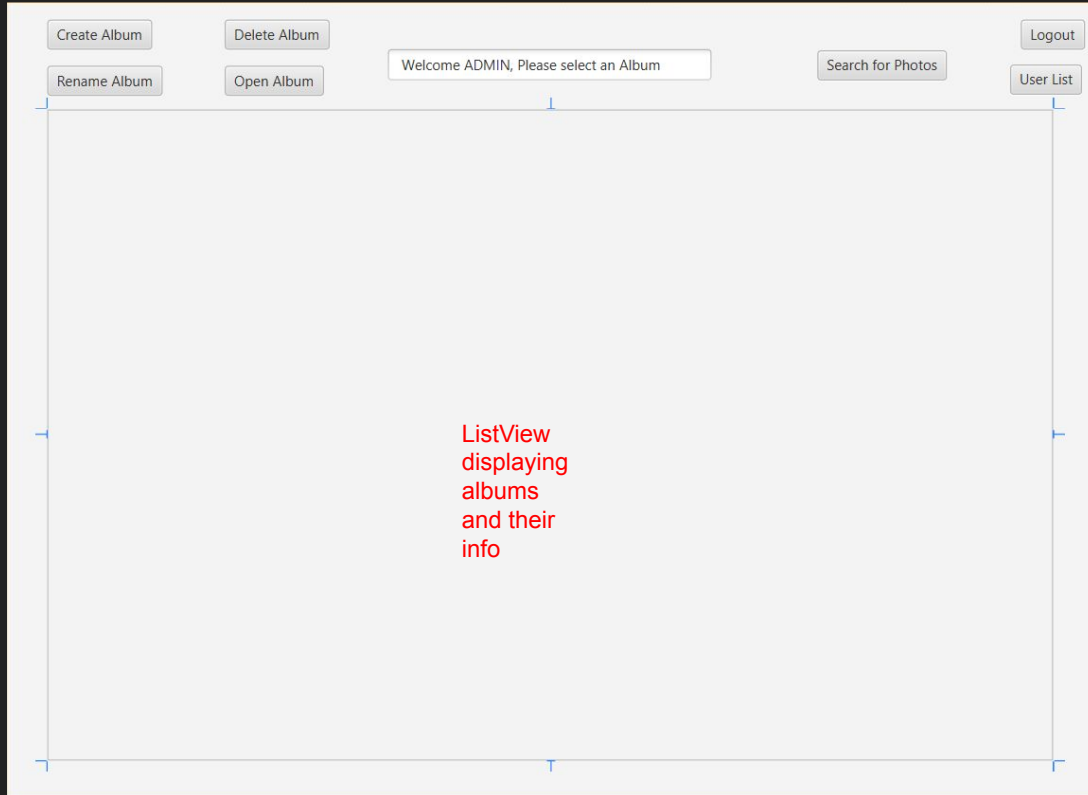 Create Album
Delete Album
Logout
Welcome ADMIN, Please select an Album
Search for Photos
Rename Album
Open Album
User List
ListView
displaying
albums
and their
info